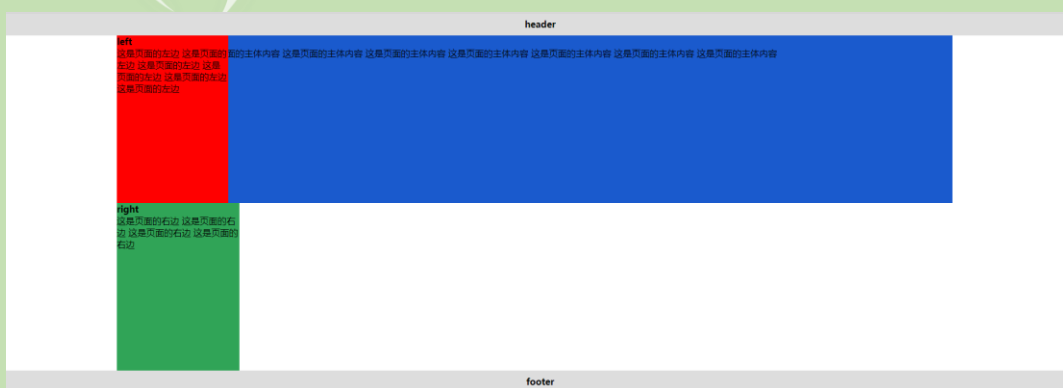 header
left
这是页面的左边 这是页面的面的主体内容 这是页面的主体内容 这是页面的主体内容 这是页面的主体内容 这是页面的主体内容 这是页面的主体内容 这是页面的主体内容
左边 这是页面的左边 这是
页面的左边 这是页面的左边
这是页面的左边
right
这是页面的右边 这是页面的右
边 这是页面的右边 这是页面的
右边
footer